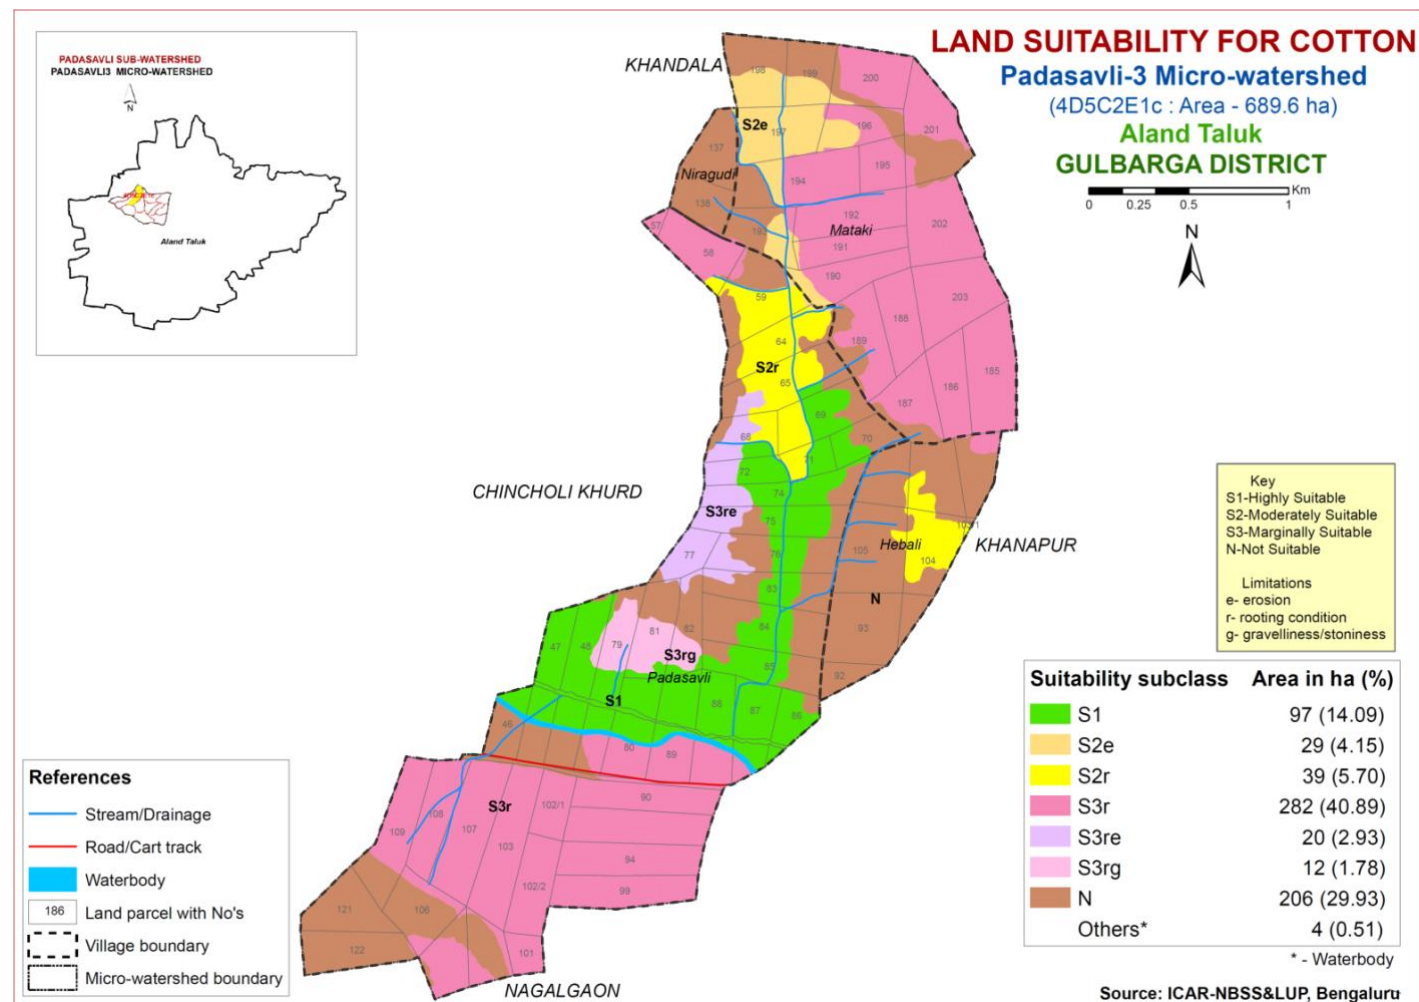 PADASAVLI SUB-WATERSHED
PADASAVLI3 MICRO-WATERSHED
N
Aland Taluk
LAND SUITABILITY FOR COTTON
Padasavli-3 Micro-watershed
(4D5C2E1c : Area - 689.6 ha)
Aland Taluk
GULBARGA DISTRICT
Km
0 0.25 0.5 1
N
KHANDALA
198
199
200
S2e
197
196
201
137
195
Niragudi
194
138
192
202
57
Mataki
191
58
190
59
203
188
64
189
S2r
65
185
186
187
69
70
68
71
72
CHINCHOLI KHURD
74
S3re
75
KHANAPUR
Hebali
105
76
77
104
83
N
93
84
81
82
47
48
79
S3rg
85
Padasavli
92
S1
88
87
86
46
80
89
S3r
102/1
90
108
107
109
103
94
102/2
99
121
106
122
101
NAGALGAON
Key
S1-Highly Suitable
S2-Moderately Suitable
S3-Marginally Suitable
N-Not Suitable
Limitations
e- erosion
r- rooting condition
g- gravelliness/stoniness
Suitability subclass Area in ha (%)
S1 97 (14.09)
S2e 29 (4.15)
S2r 39 (5.70)
S3r 282 (40.89)
S3re 20 (2.93)
S3rg 12 (1.78)
N 206 (29.93)
Others* 4 (0.51)
* - Waterbody
References
Stream/Drainage
Road/Cart track
Waterbody
186 Land parcel with No's
Village boundary
Micro-watershed boundary
Source: ICAR-NBSS&LUP, Bengaluru